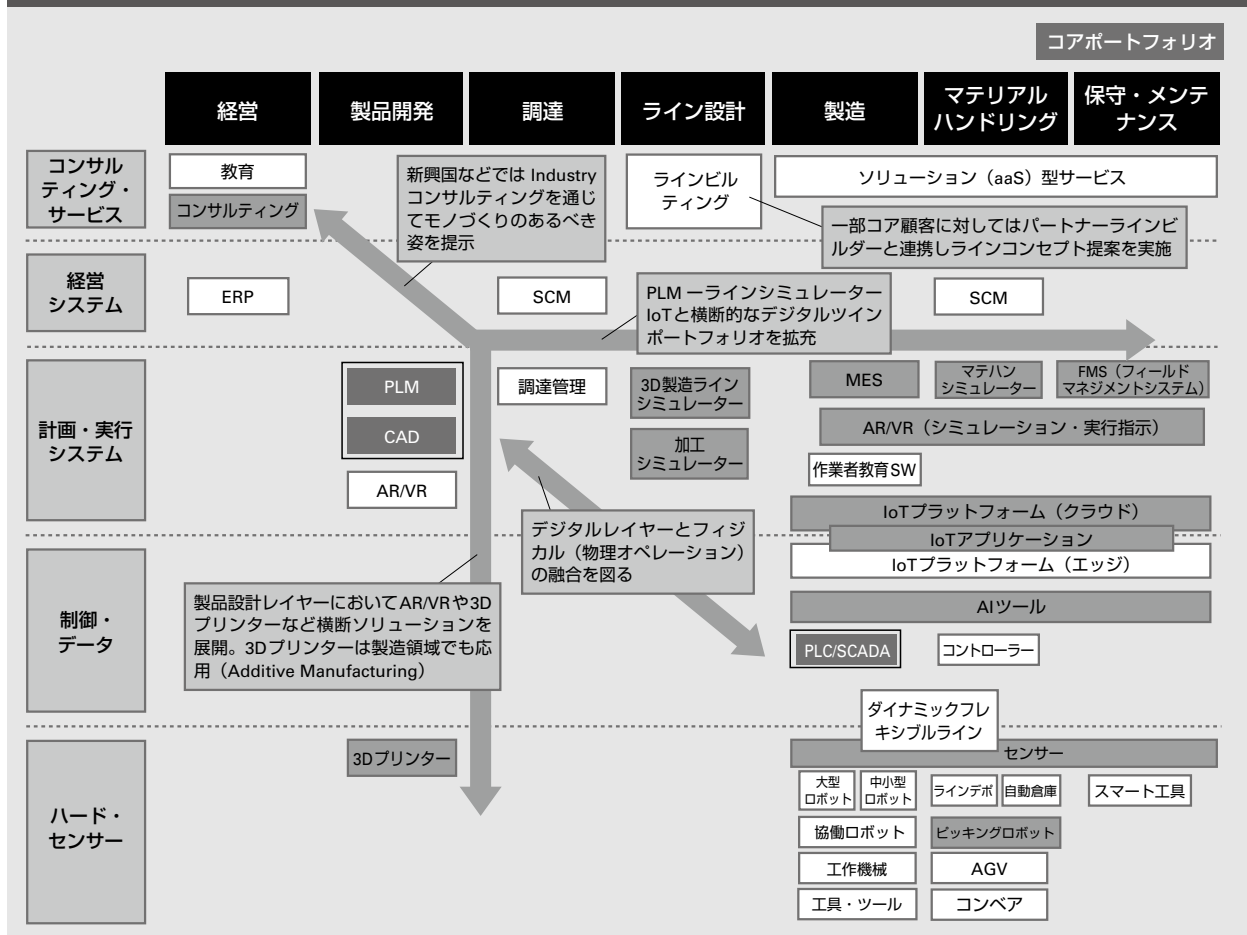 コアポートフォリオ
経営
製品開発
調達
ライン設計
製造
マテリアル
ハンドリング
保守・メンテ
ナンス
コンサル
ティング・
サービス
教育
コンサルティング
新興国などでは Industry
コンサルティングを通じ
てモノづくりのあるべき
姿を提示
ラインビル
ティング
ソリューション（aaS）型サービス
一部コア顧客に対してはパートナーラインビ
ルダーと連携しラインコンセプト提案を実施
経営
システム
ERP
SCM
PLM ーラインシミュレーター
IoTと横断的なデジタルツイン
ポートフォリオを拡充
SCM
計画・実行
システム
PLM
CAD
AR/VR
調達管理
3D製造ライン
シミュレーター
加工
シミュレーター
MES
マテハン
シミュレーター
FMS（フィールド
マネジメントシステム）
AR/VR（シミュレーション・実行指示）
作業者教育SW
IoTプラットフォーム（クラウド）
IoTアプリケーション
IoTプラットフォーム（エッジ）
デジタルレイヤーとフィジ
カル（物理オペレーション）
の融合を図る
制御・
データ
製品設計レイヤーにおいてAR/VRや3D
プリンターなど横断ソリューションを
展開。3Dプリンターは製造領域でも応
用（Additive Manufacturing）
AIツール
PLC/SCADA
コントローラー
ダイナミックフレ
キシブルライン
ハード・
センサー
3Dプリンター
センサー
大型
ロボット
中小型
ロボット
ラインデポ
自動倉庫
スマート工具
協働ロボット
ピッキングロボット
工作機械
AGV
工具・ツール
コンベア